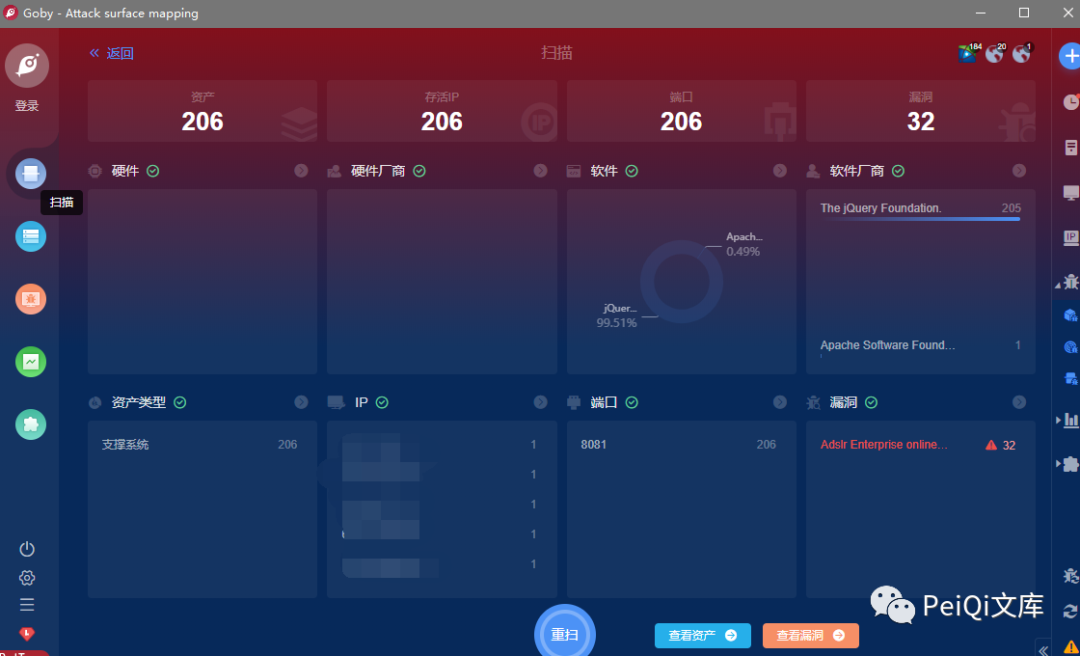 Goby - Attack surface mapping
返回
扫描
184
20
1
登录
资产
206
存活IP
206
端口
206
漏洞
32
硬件
硬件厂商
软件
软件厂商
扫描
The jQuery Foundation.
205
Apach...
0.49%
jQuer...
99.51%
Apache Software Found...
1
资产类型
IP
端口
漏洞
支撑系统
206
1
1
1
1
1
8081
206
Adslr Enterprise online...
32
重扫
查看资产
查看漏洞
PeiQi文库
IP
IP